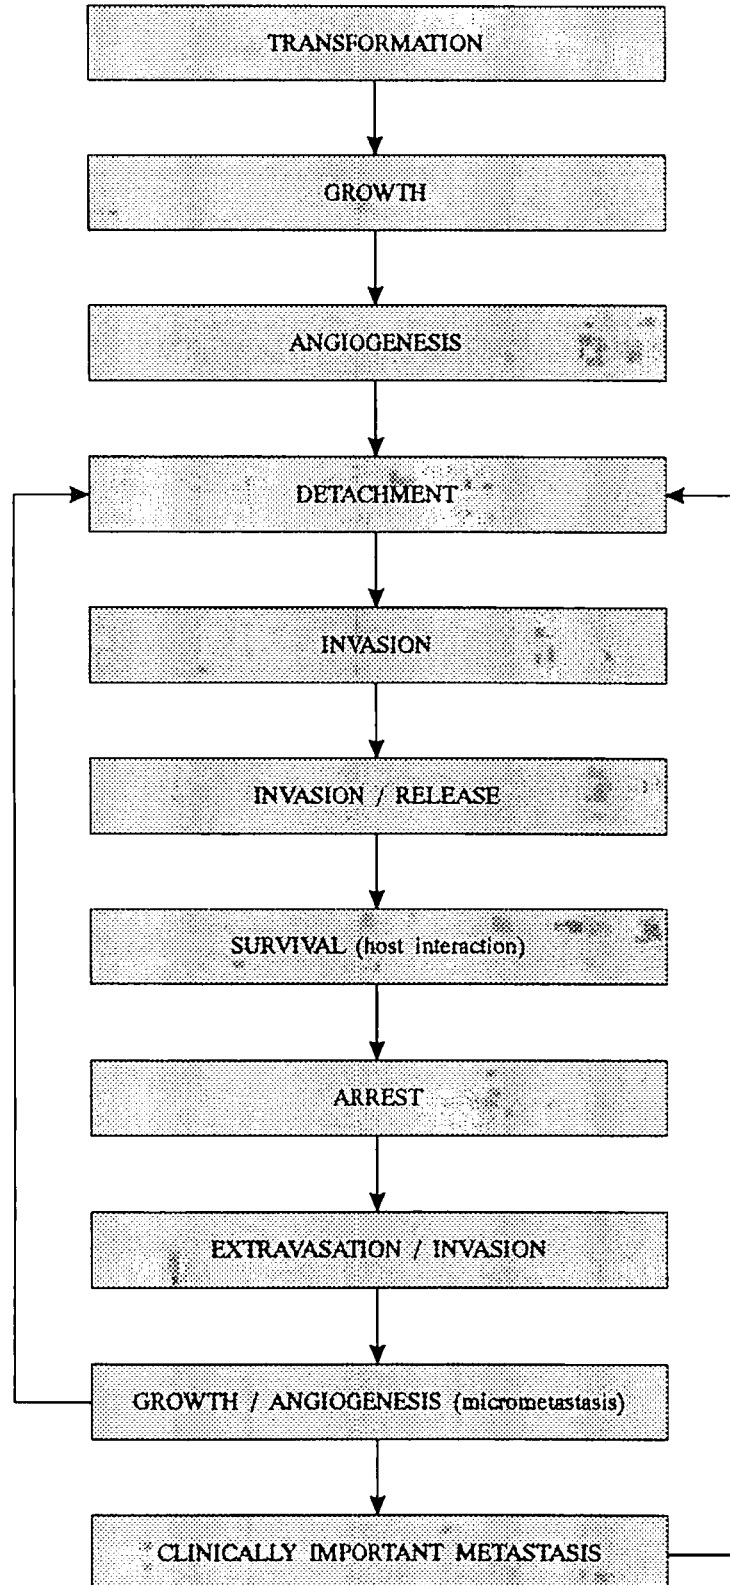 TRANSFORMATION
GROWTH
ANGIOGENESIS
DETACHMENT
INVASION
INVASION / RELEASE
SURVIVAL (host interaction)
ARREST
EXTRAVASATION / INVASION
GROWTH / ANGIOGENESIS (micrometastasis)
CLINICALLY IMPORTANT METASTASIS